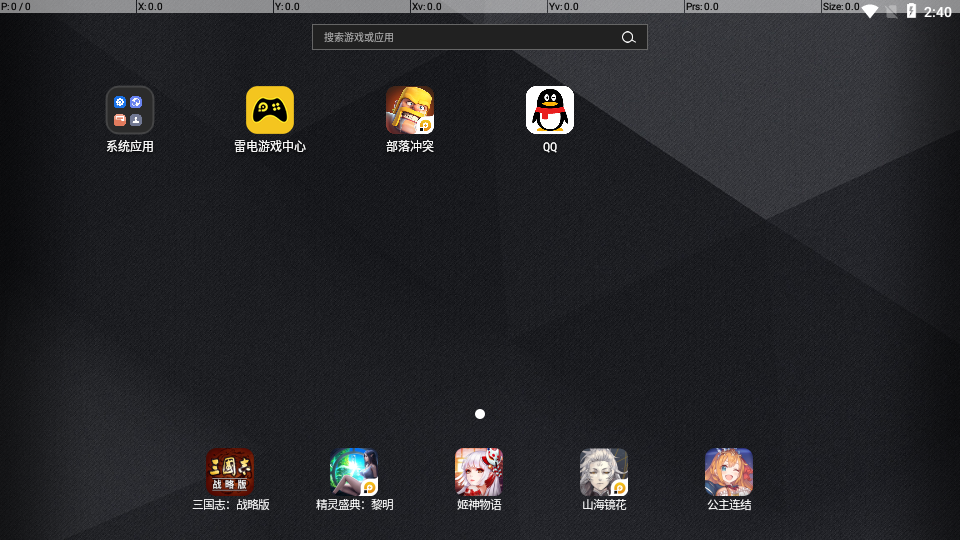 P: 0 / 0 X: 0.0 Y: 0.0 Xv: 0.0 Yv: 0.0 Prs: 0.0 Size: 0.0 2:40
搜索游戏或应用
系统应用 雷电游戏中心 部落冲突 QQ
三國志
战略版
三国志：战略版 精灵盛典：黎明 姬神物语 山海镜花 公主连结